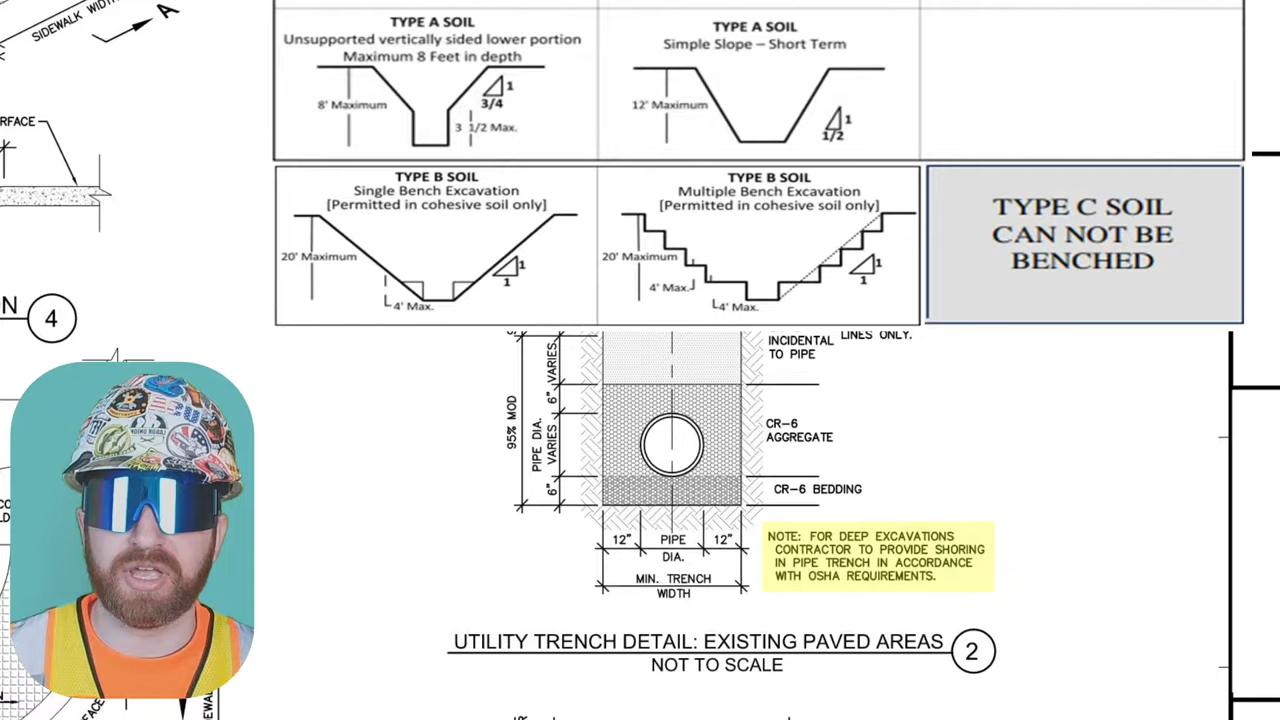 SIDEWALK WIDTH
A
TYPE A SOIL
Unsupported vertically sided lower portion
Maximum 8 Feet in depth
8' Maximum
1
3/4
3 1/2 Max.
TYPE A SOIL
Simple Slope – Short Term
12' Maximum
1
1/2
TYPE B SOIL
Single Bench Excavation
[Permitted in cohesive soil only]
20' Maximum
1
1
4' Max.
TYPE B SOIL
Multiple Bench Excavation
[Permitted in cohesive soil only]
20' Maximum
4' Max.
4' Max.
1
1
TYPE C SOIL
CAN NOT BE
BENCHED
RFACE
N
4
LINES ONLY.
INCIDENTAL
TO PIPE
VARIES
6"
95% MOD
PIPE DIA.
VARIES
6"
CR-6
AGGREGATE
CR-6 BEDDING
12"
PIPE
DIA.
12"
MIN. TRENCH
WIDTH
NOTE: FOR DEEP EXCAVATIONS
CONTRACTOR TO PROVIDE SHORING
IN PIPE TRENCH IN ACCORDANCE
WITH OSHA REQUIREMENTS.
UTILITY TRENCH DETAIL: EXISTING PAVED AREAS
2
NOT TO SCALE